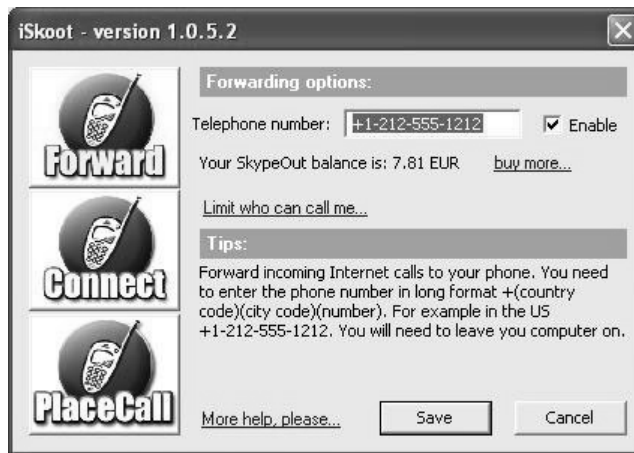 iSkoot - version 1.0.5.2
Forward
Connect
PlaceCall
Forwarding options:
Telephone number: +1-212-555-1212 Enable
Your SkypeOut balance is: 7.81 EUR buy more...
Limit who can call me...
Tips:
Forward incoming Internet calls to your phone. You need
to enter the phone number in long format +(country
code)(city code)(number). For example in the US
+1-212-555-1212. You will need to leave you computer on.
More help, please... Save Cancel